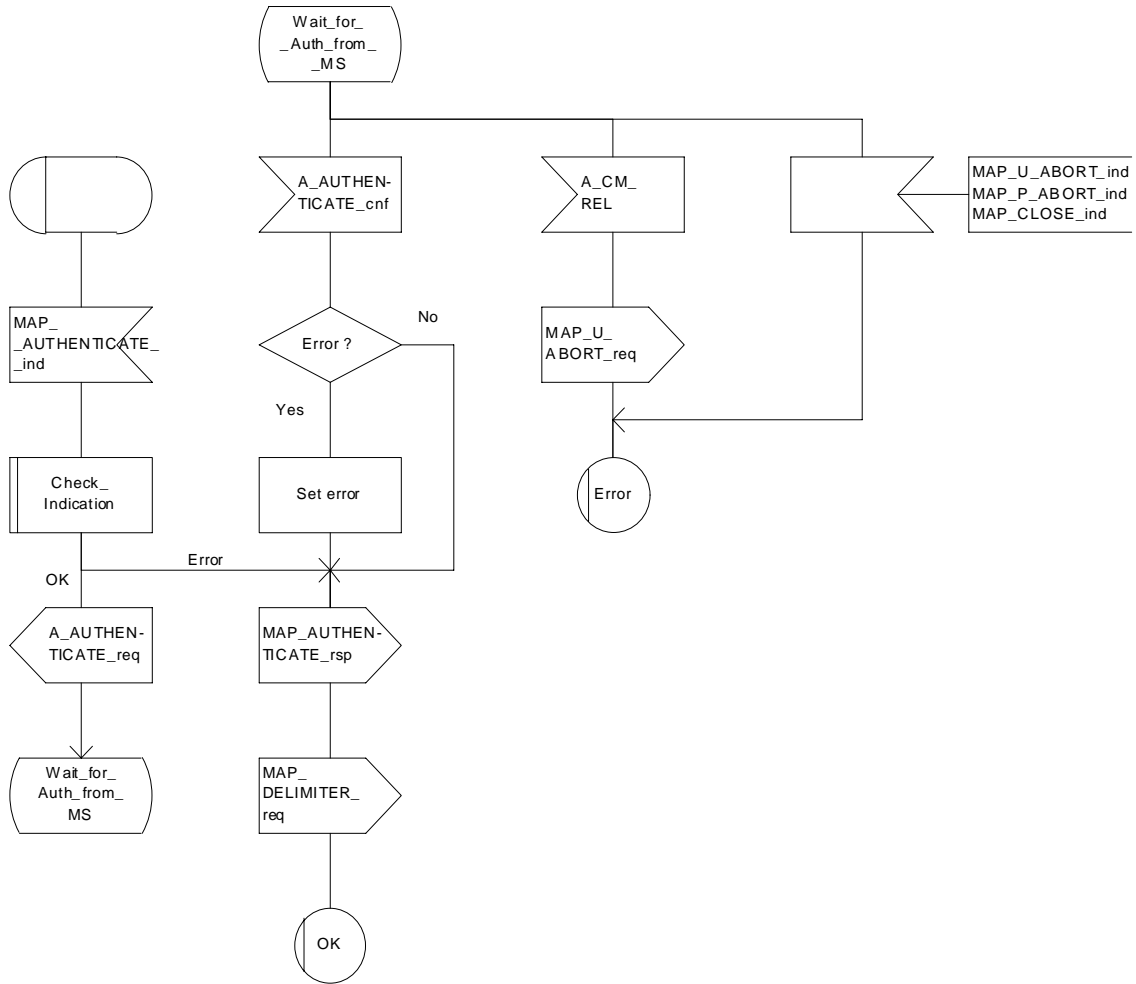 Wait_for_
_Auth_from_
_MS
A_AUTHEN-
TICATE_cnf
A_CM_
REL
MAP_U_ABORT_ind
MAP_P_ABORT_ind
MAP_CLOSE_ind
MAP_
_AUTHENTICATE_
_ind
Error ?
No
Yes
MAP_U_
ABORT_req
Check_
Indication
Set error
Error
Error
OK
A_AUTHEN-
TICATE_req
MAP_AUTHEN-
TICATE_rsp
Wait_for_
Auth_from_
MS
MAP_
DELIMITER_
req
OK